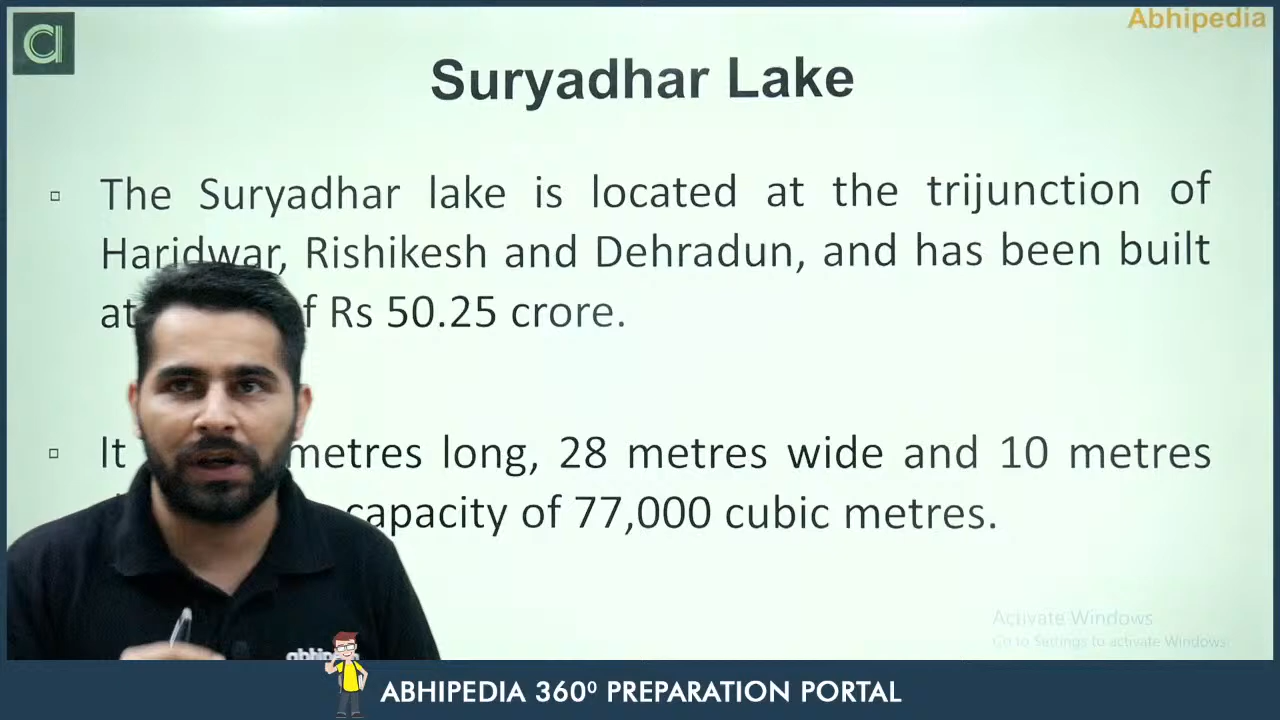 Abhipedia
Suryadhar Lake
The Suryadhar lake is located at the trijunction of
Haridwar, Rishikesh and Dehradun, and has been built
at Rs 50.25 crore.
It metres long, 28 metres wide and 10 metres
capacity of 77,000 cubic metres.
Activate Windows
Go to Settings to activate Windows.
ABHIPEDIA 360⁰ PREPARATION PORTAL